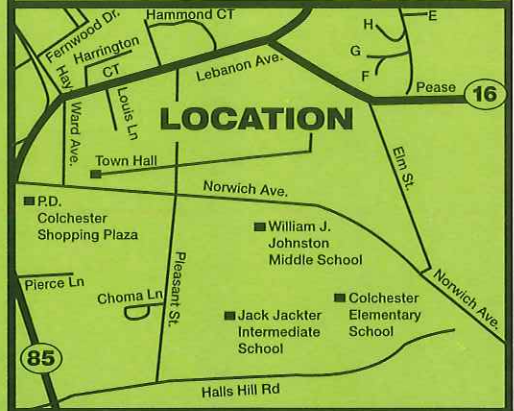 Fernwood Dr.
Hammond CT
Harrington
CT
Hay
Ward Ave.
Louis Ln
Lebanon Ave.
H
E
G
F
Pease
16
LOCATION
Town Hall
Elm St.
Norwich Ave.
P.D.
Colchester
Shopping Plaza
William J.
Johnston
Middle School
Pleasant St.
Pierce Ln
Choma Ln
Jack Jackter
Intermediate
School
Colchester
Elementary
School
Norwich Ave.
85
Halls Hill Rd